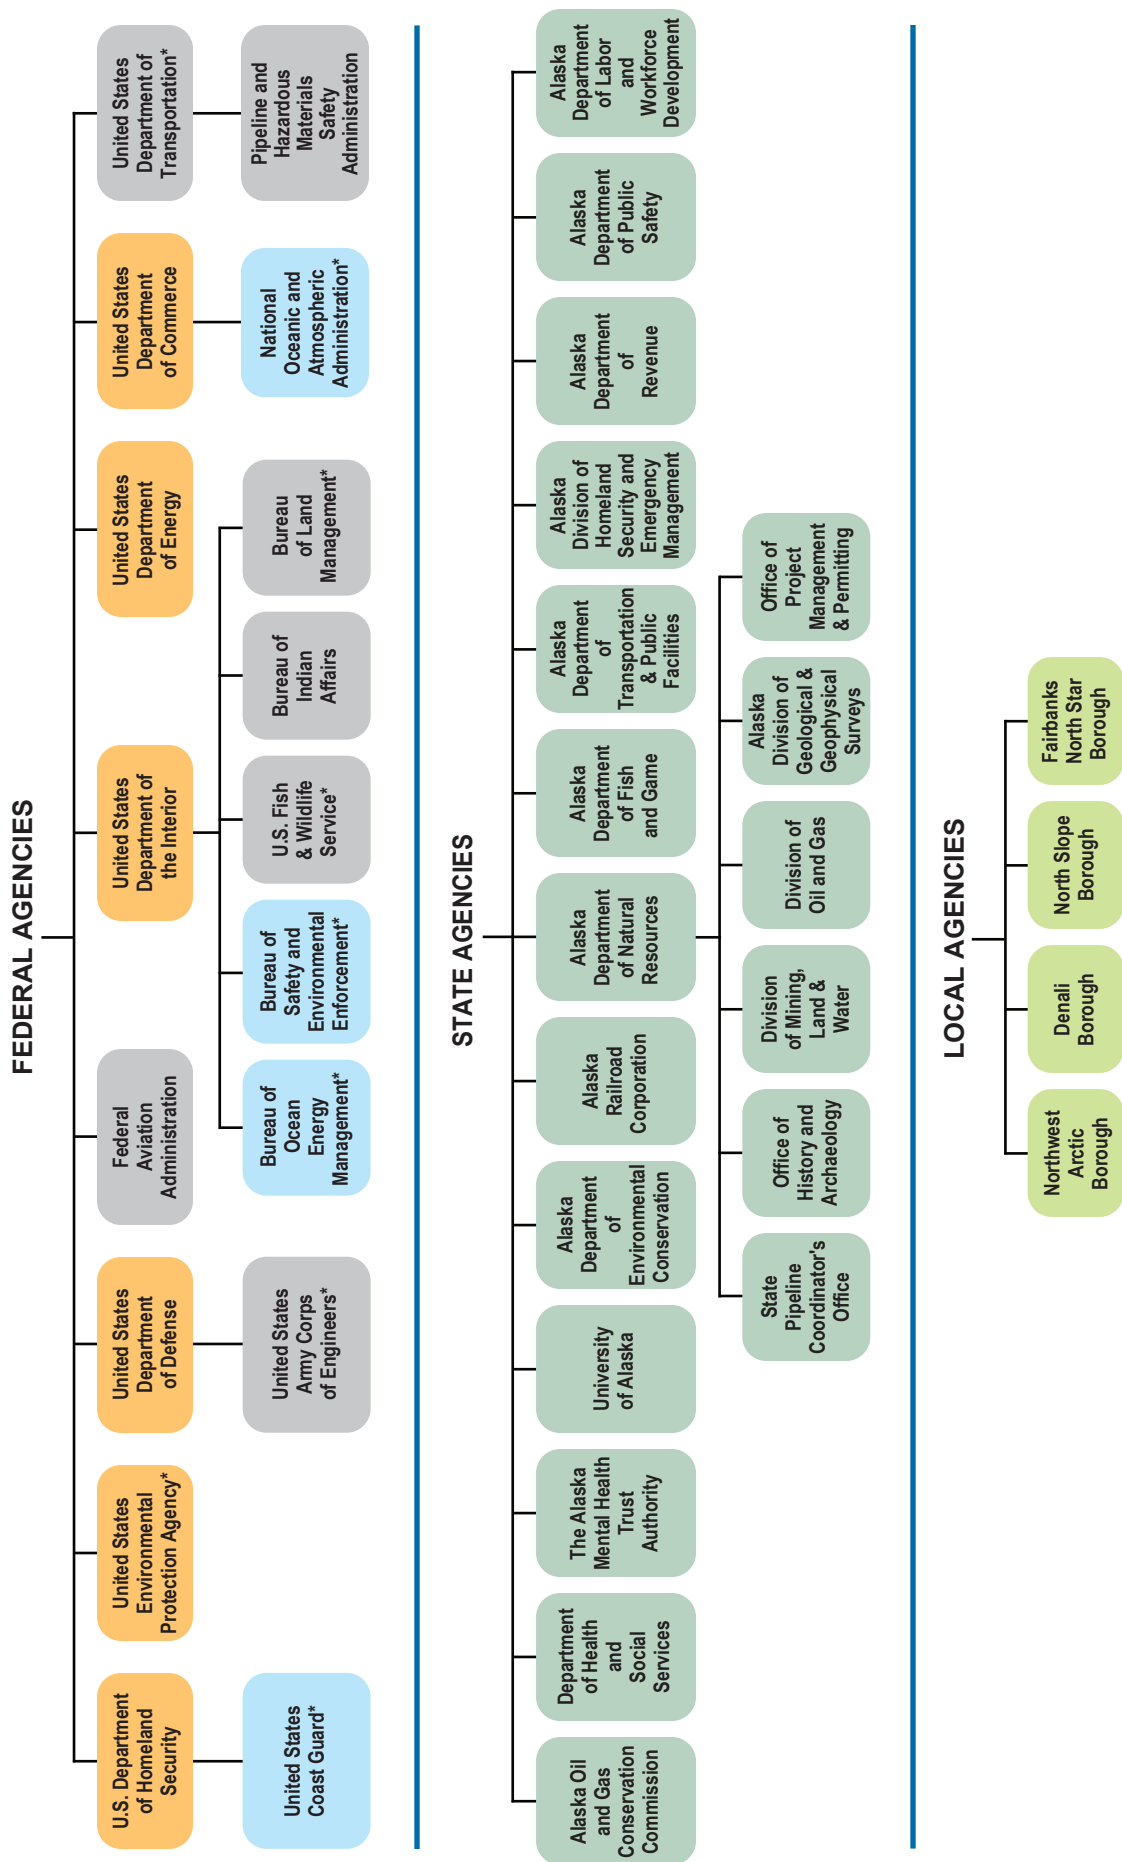 FEDERAL AGENCIES
U.S. Department
of Homeland
Security
United States
Environmental
Protection Agency*
United States
Department
of Defense
Federal
Aviation
Administration
United States
Department of
the Interior
United States
Department
of Energy
United States
Department
of Commerce
United States
Department of
Transportation*
United States
Coast Guard*
United States
Army Corps
of Engineers*
Bureau of
Ocean
Energy
Management*
Bureau of
Safety and
Environmental
Enforcement*
U.S. Fish
& Wildlife
Service*
Bureau of
Indian
Affairs
Bureau
of Land
Management*
National
Oceanic and
Atmospheric
Administration*
Pipeline and
Hazardous
Materials
Safety
Administration
STATE AGENCIES
Alaska Oil
and Gas
Conservation
Commission
Department
of Health
and
Social
Services
The Alaska
Mental Health
Trust
Authority
University
of Alaska
Alaska
Department
of
Environmental
Conservation
Alaska
Railroad
Corporation
Alaska
Department
of Natural
Resources
Alaska
Department
of Fish
and Game
Alaska
Department
of
Transportation
& Public
Facilities
Alaska
Division of
Homeland
Security and
Emergency
Management
Alaska
Department
of
Revenue
Alaska
Department
of Public
Safety
Alaska
Department
of Labor
and
Workforce
Development
State
Pipeline
Coordinator's
Office
Office of
History and
Archaeology
Division
of Mining,
Land &
Water
Division of
Oil and Gas
Alaska
Division of
Geological &
Geophysical
Surveys
Office of
Project
Management
& Permitting
LOCAL AGENCIES
Northwest
Arctic
Borough
Denali
Borough
North Slope
Borough
Fairbanks
North Star
Borough